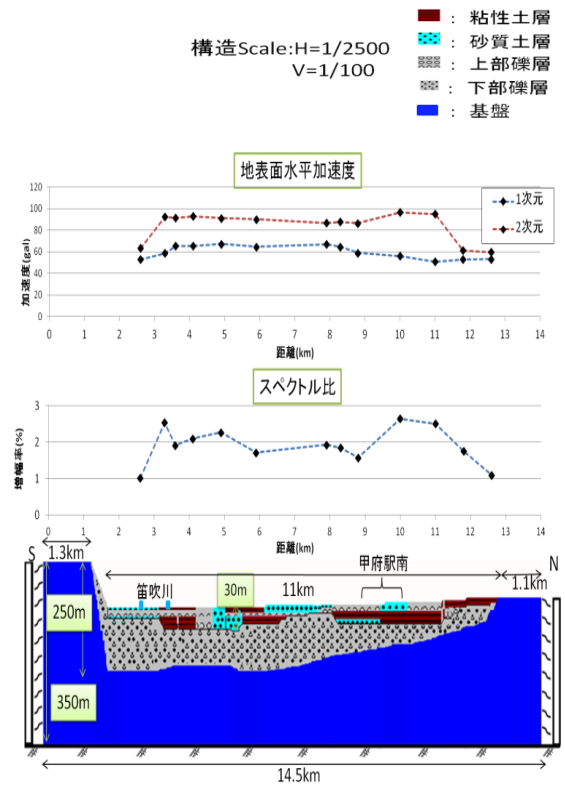 構造Scale:H=1/2500
V=1/100
: 粘性土層
: 砂質土層
: 上部礫層
: 下部礫層
: 基盤
地表面水平加速度
120
100
80
60
40
20
0
加速度(gal)
1次元
2次元
0 1 2 3 4 5 6 7 8 9 10 11 12 13 14
距離(km)
スペクトル比
3
2
1
0
増幅率(%)
0 1 2 3 4 5 6 7 8 9 10 11 12 13 14
距離(km)
S
1.3km
笛吹川
30m
11km
甲府駅南
1.1km
N
250m
350m
14.5km